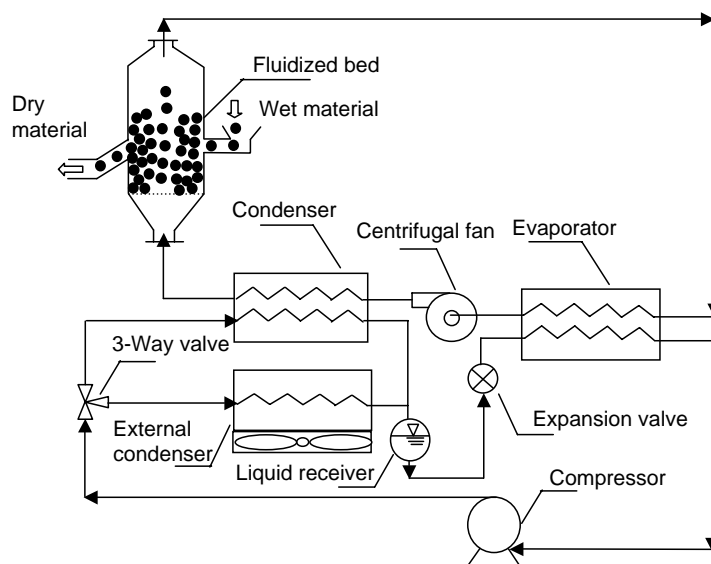 Fluidized bed
Dry
material
Wet material
Condenser
Centrifugal fan
Evaporator
3-Way valve
External
condenser
Liquid receiver
Expansion valve
Compressor